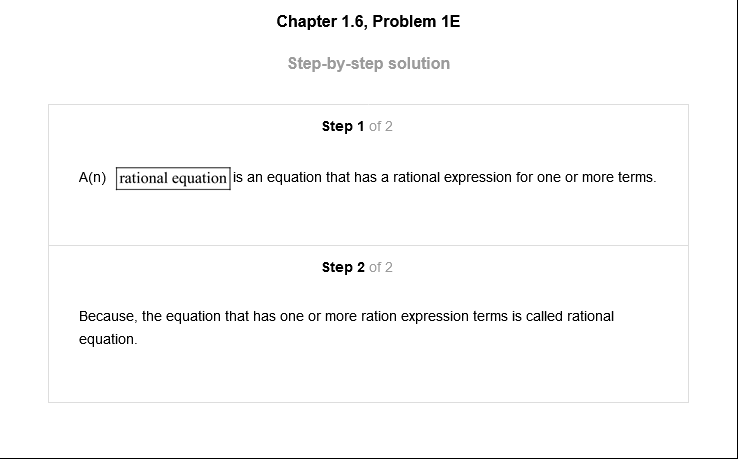 Chapter 1.6, Problem 1E
Step-by-step solution
Step 1 of 2
A(n) rational equation is an equation that has a rational expression for one or more terms.
Step 2 of 2
Because, the equation that has one or more ration expression terms is called rational
equation.